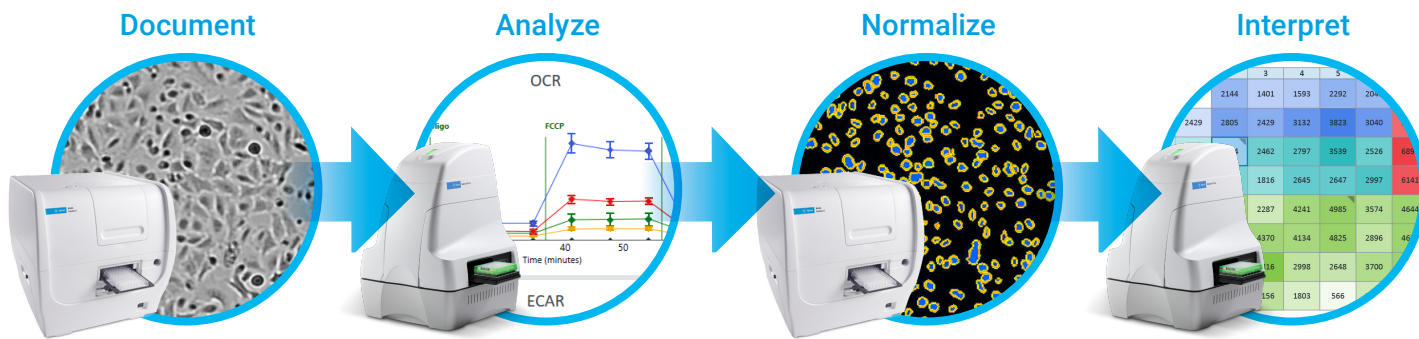 Document
Analyze
Normalize
Interpret
OCR
FCCP
40 50
Time (minutes)
ECAR
3 4 5
2144 1401 1593 2292
2429 2805 2429 3132 3823 3040
2462 2797 3539 2526
1816 2645 2647 2997 6141
2287 4241 4985 3574 4644
4370 4134 4825 2896
2998 2648 3700
1803 566